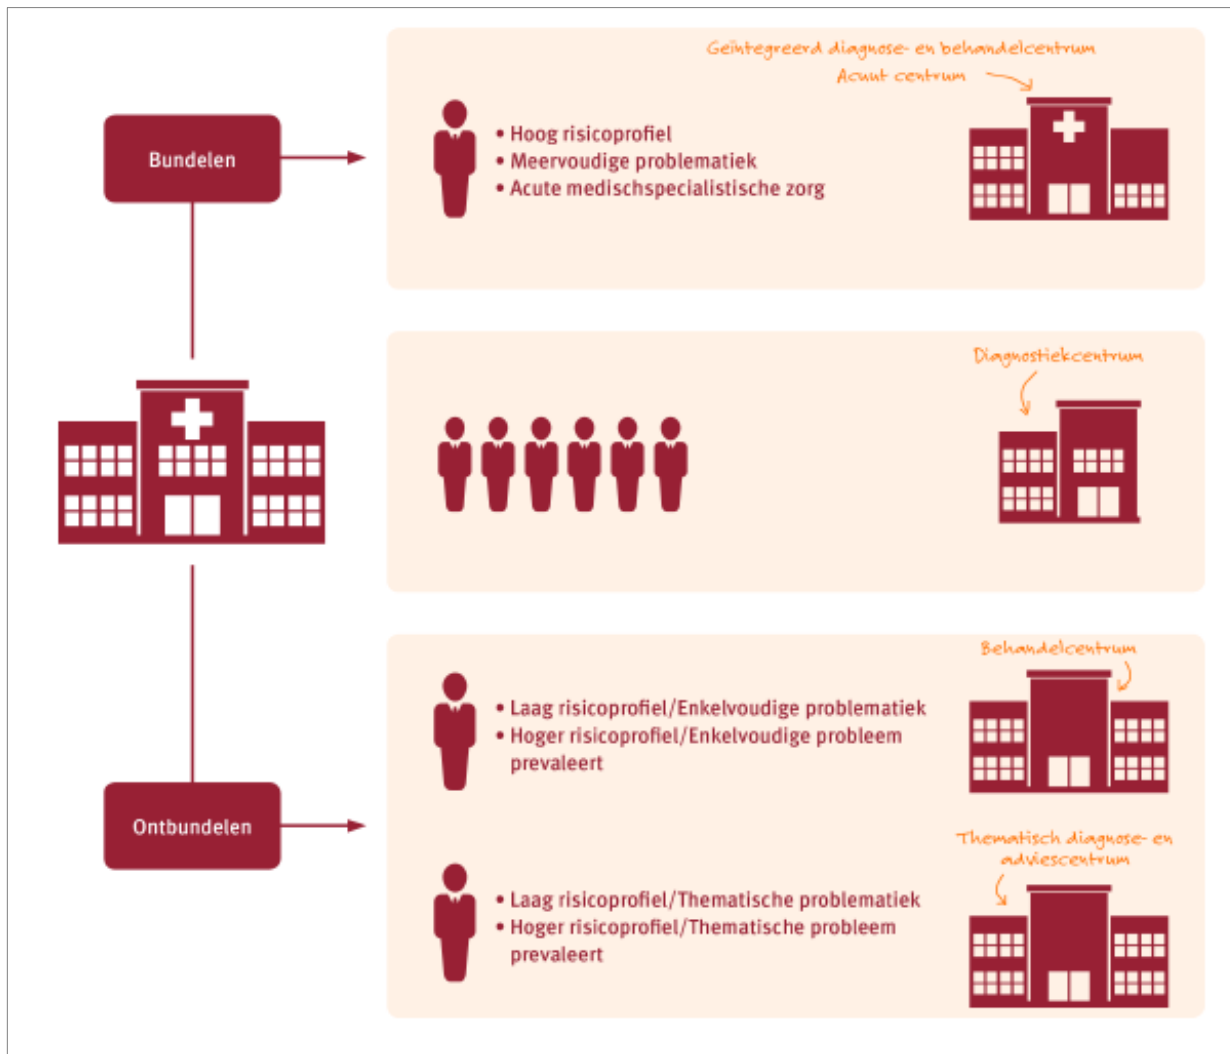 Geïntegreerd diagnose- en behandelcentrum
Acuut centrum
Bundelen
• Hoog risicoprofiel
• Meervoudige problematiek
• Acute medischspecialistische zorg
Diagnostiekcentrum
Behandelcentrum
• Laag risicoprofiel/Enkelvoudige problematiek
• Hoger risicoprofiel/Enkelvoudige probleem
prevaleert
Ontbundelen
Thematisch diagnose- en
adviescentrum
• Laag risicoprofiel/Thematische problematiek
• Hoger risicoprofiel/Thematische probleem
prevaleert